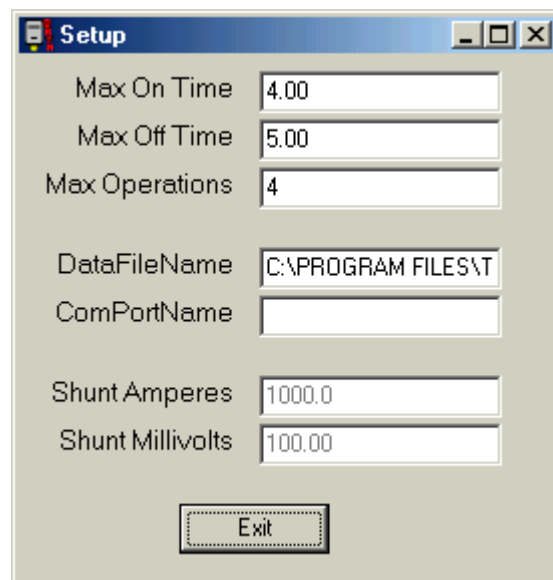 Setup
Max On Time 4.00
Max Off Time 5.00
Max Operations 4
DataFileName C:\PROGRAM FILES\T
ComPortName
Shunt Amperes 1000.0
Shunt Millivolts 100.00
Exit